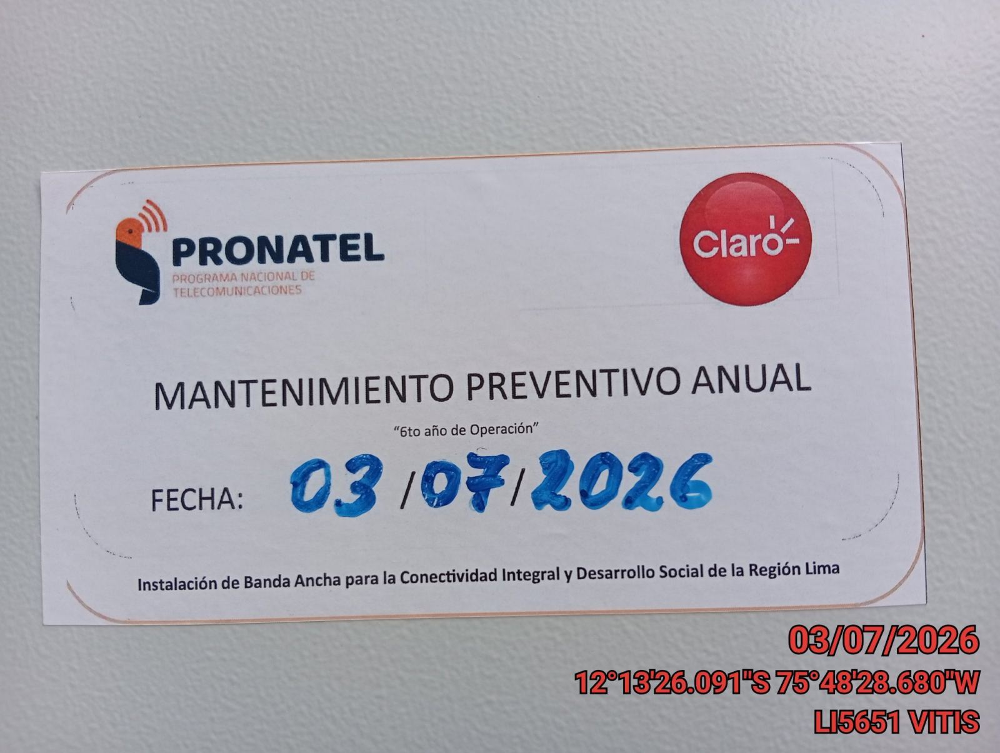 PRONATEL
PROGRAMA NACIONAL DE
TELECOMUNICACIONES
Claro
MANTENIMIENTO PREVENTIVO ANUAL
“6to año de Operación”
FECHA: 03/07/2026
Instalación de Banda Ancha para la Conectividad Integral y Desarrollo Social de la Región Lima
03/07/2026
12°13'26.091"S 75°48'28.680"W
LI5651 VITIS